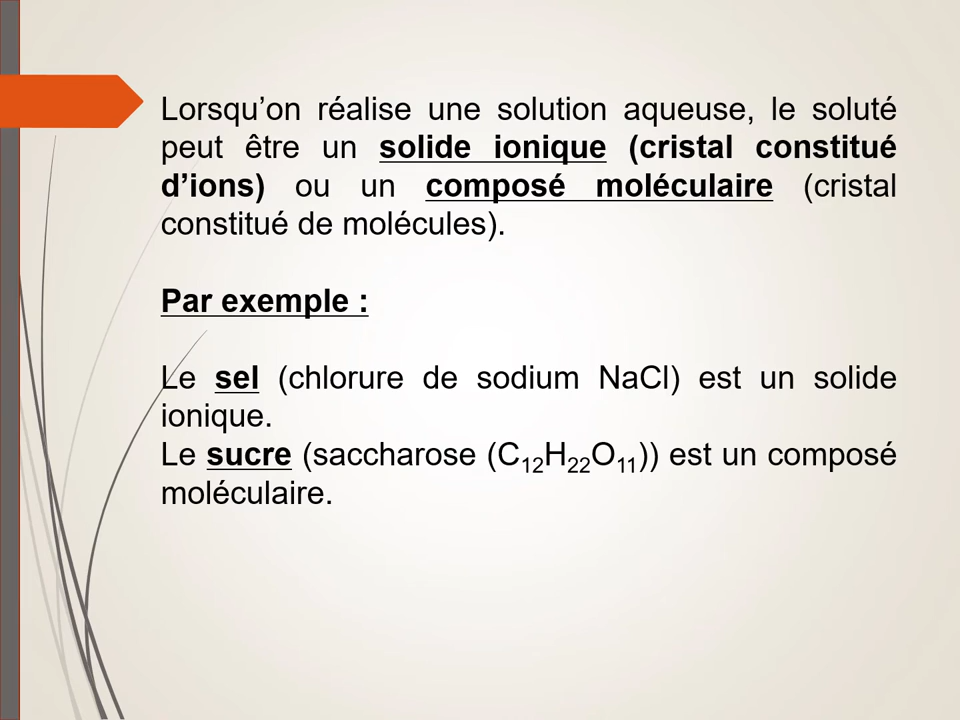 Lorsqu’on réalise une solution aqueuse, le soluté
peut être un solide ionique (cristal constitué
d’ions) ou un composé moléculaire (cristal
constitué de molécules).
Par exemple :
Le sel (chlorure de sodium NaCl) est un solide
ionique.
Le sucre (saccharose (C₁₂H₂₂O₁₁)) est un composé
moléculaire.